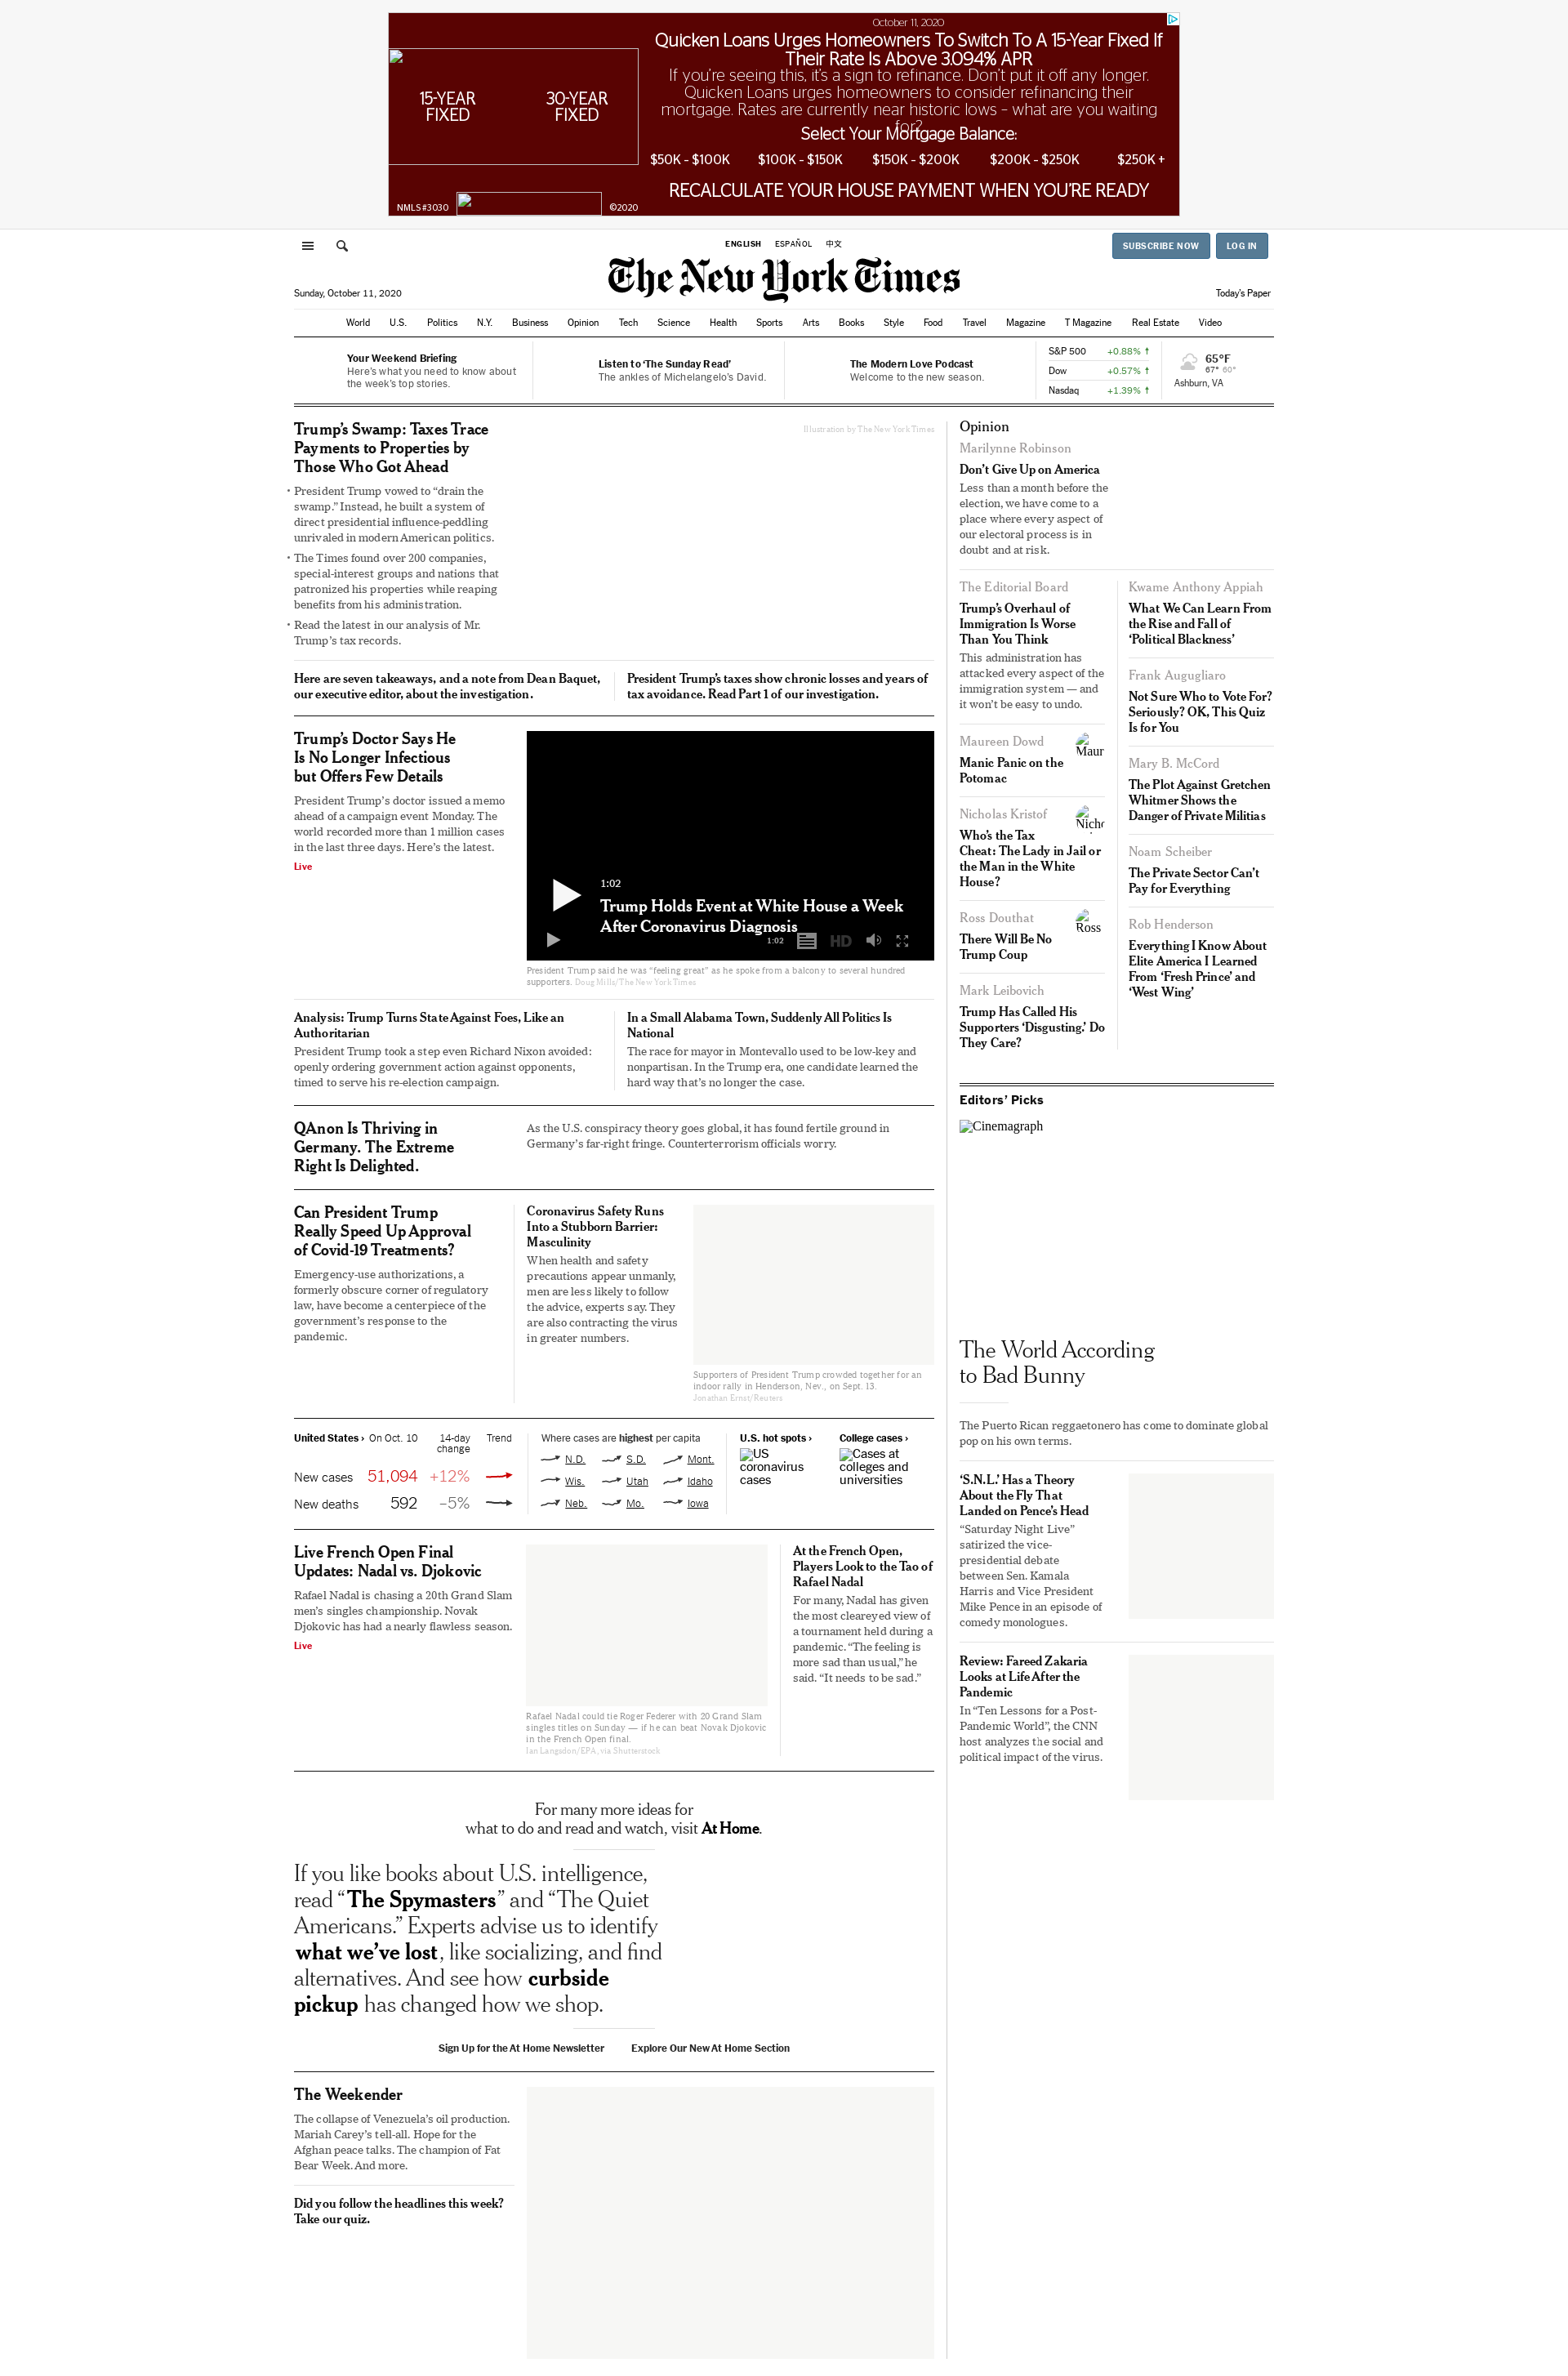 October 11, 2020
Quicken Loans Urges Homeowners To Switch To A 15-Year Fixed If
Their Rate Is Above 3.094% APR
If you're seeing this, it's a sign to refinance. Don't put it off any longer.
Quicken Loans urges homeowners to consider refinancing their
mortgage. Rates are currently near historic lows – what are you waiting
for?
15-YEAR
FIXED
30-YEAR
FIXED
Select Your Mortgage Balance:
$50K - $100K
$100K - $150K
$150K - $200K
$200K - $250K
$250K +
RECALCULATE YOUR HOUSE PAYMENT WHEN YOU'RE READY
NMLS #3030
©2020
ENGLISH
ESPAÑOL
中文
SUBSCRIBE NOW
LOG IN
The New York Times
Sunday, October 11, 2020
Today's Paper
World
U.S.
Politics
N.Y.
Business
Opinion
Tech
Science
Health
Sports
Arts
Books
Style
Food
Travel
Magazine
T Magazine
Real Estate
Video
Your Weekend Briefing
Here's what you need to know about
the week's top stories.
Listen to 'The Sunday Read'
The ankles of Michelangelo's David.
The Modern Love Podcast
Welcome to the new season.
S&P 500 +0.88% ↑
Dow +0.57% ↑
Nasdaq +1.39% ↑
65°F
67° 60°
Ashburn, VA
Trump's Swamp: Taxes Trace
Payments to Properties by
Those Who Got Ahead
• President Trump vowed to "drain the
swamp." Instead, he built a system of
direct presidential influence-peddling
unrivaled in modern American politics.
• The Times found over 200 companies,
special-interest groups and nations that
patronized his properties while reaping
benefits from his administration.
• Read the latest in our analysis of Mr.
Trump's tax records.
Illustration by The New York Times
Here are seven takeaways, and a note from Dean Baquet,
our executive editor, about the investigation.
President Trump's taxes show chronic losses and years of
tax avoidance. Read Part 1 of our investigation.
Trump's Doctor Says He
Is No Longer Infectious
but Offers Few Details
President Trump's doctor issued a memo
ahead of a campaign event Monday. The
world recorded more than 1 million cases
in the last three days. Here's the latest.
Live
1:02
Trump Holds Event at White House a Week
After Coronavirus Diagnosis
1:02
HD
President Trump said he was "feeling great" as he spoke from a balcony to several hundred
supporters. Doug Mills/The New York Times
Analysis: Trump Turns State Against Foes, Like an
Authoritarian
President Trump took a step even Richard Nixon avoided:
openly ordering government action against opponents,
timed to serve his re-election campaign.
In a Small Alabama Town, Suddenly All Politics Is
National
The race for mayor in Montevallo used to be low-key and
nonpartisan. In the Trump era, one candidate learned the
hard way that's no longer the case.
QAnon Is Thriving in
Germany. The Extreme
Right Is Delighted.
As the U.S. conspiracy theory goes global, it has found fertile ground in
Germany's far-right fringe. Counterterrorism officials worry.
Can President Trump
Really Speed Up Approval
of Covid-19 Treatments?
Emergency-use authorizations, a
formerly obscure corner of regulatory
law, have become a centerpiece of the
government's response to the
pandemic.
Coronavirus Safety Runs
Into a Stubborn Barrier:
Masculinity
When health and safety
precautions appear unmanly,
men are less likely to follow
the advice, experts say. They
are also contracting the virus
in greater numbers.
Supporters of President Trump crowded together for an
indoor rally in Henderson, Nev., on Sept. 13.
Jonathan Ernst/Reuters
United States › On Oct. 10 14-day Trend
change
New cases 51,094 +12%
New deaths 592 –5%
Where cases are highest per capita
N.D. S.D. Mont.
Wis. Utah Idaho
Neb. Mo. Iowa
U.S. hot spots ›
US
coronavirus
cases
College cases ›
Cases at
colleges and
universities
Live French Open Final
Updates: Nadal vs. Djokovic
Rafael Nadal is chasing a 20th Grand Slam
men's singles championship. Novak
Djokovic has had a nearly flawless season.
Live
Rafael Nadal could tie Roger Federer with 20 Grand Slam
singles titles on Sunday — if he can beat Novak Djokovic
in the French Open final.
Ian Langsdon/EPA, via Shutterstock
At the French Open,
Players Look to the Tao of
Rafael Nadal
For many, Nadal has given
the most cleareyed view of
a tournament held during a
pandemic. "The feeling is
more sad than usual," he
said. "It needs to be sad."
For many more ideas for
what to do and read and watch, visit At Home.
If you like books about U.S. intelligence,
read "The Spymasters" and "The Quiet
Americans." Experts advise us to identify
what we've lost, like socializing, and find
alternatives. And see how curbside
pickup has changed how we shop.
Sign Up for the At Home Newsletter
Explore Our New At Home Section
The Weekender
The collapse of Venezuela's oil production.
Mariah Carey's tell-all. Hope for the
Afghan peace talks. The champion of Fat
Bear Week. And more.
Did you follow the headlines this week?
Take our quiz.
Opinion
Marilynne Robinson
Don't Give Up on America
Less than a month before the
election, we have come to a
place where every aspect of
our electoral process is in
doubt and at risk.
The Editorial Board
Trump's Overhaul of
Immigration Is Worse
Than You Think
This administration has
attacked every aspect of the
immigration system — and
it won't be easy to undo.
Maureen Dowd
Maur
Manic Panic on the
Potomac
Nicholas Kristof
Nicho
Who's the Tax
Cheat: The Lady in Jail or
the Man in the White
House?
Ross Douthat
Ross
There Will Be No
Trump Coup
Mark Leibovich
Trump Has Called His
Supporters 'Disgusting.' Do
They Care?
Kwame Anthony Appiah
What We Can Learn From
the Rise and Fall of
'Political Blackness'
Frank Augugliaro
Not Sure Who to Vote For?
Seriously? OK, This Quiz
Is for You
Mary B. McCord
The Plot Against Gretchen
Whitmer Shows the
Danger of Private Militias
Noam Scheiber
The Private Sector Can't
Pay for Everything
Rob Henderson
Everything I Know About
Elite America I Learned
From 'Fresh Prince' and
'West Wing'
Editors' Picks
Cinemagraph
The World According
to Bad Bunny
The Puerto Rican reggaetonero has come to dominate global
pop on his own terms.
'S.N.L.' Has a Theory
About the Fly That
Landed on Pence's Head
"Saturday Night Live"
satirized the vice-
presidential debate
between Sen. Kamala
Harris and Vice President
Mike Pence in an episode of
comedy monologues.
Review: Fareed Zakaria
Looks at Life After the
Pandemic
In "Ten Lessons for a Post-
Pandemic World", the CNN
host analyzes the social and
political impact of the virus.